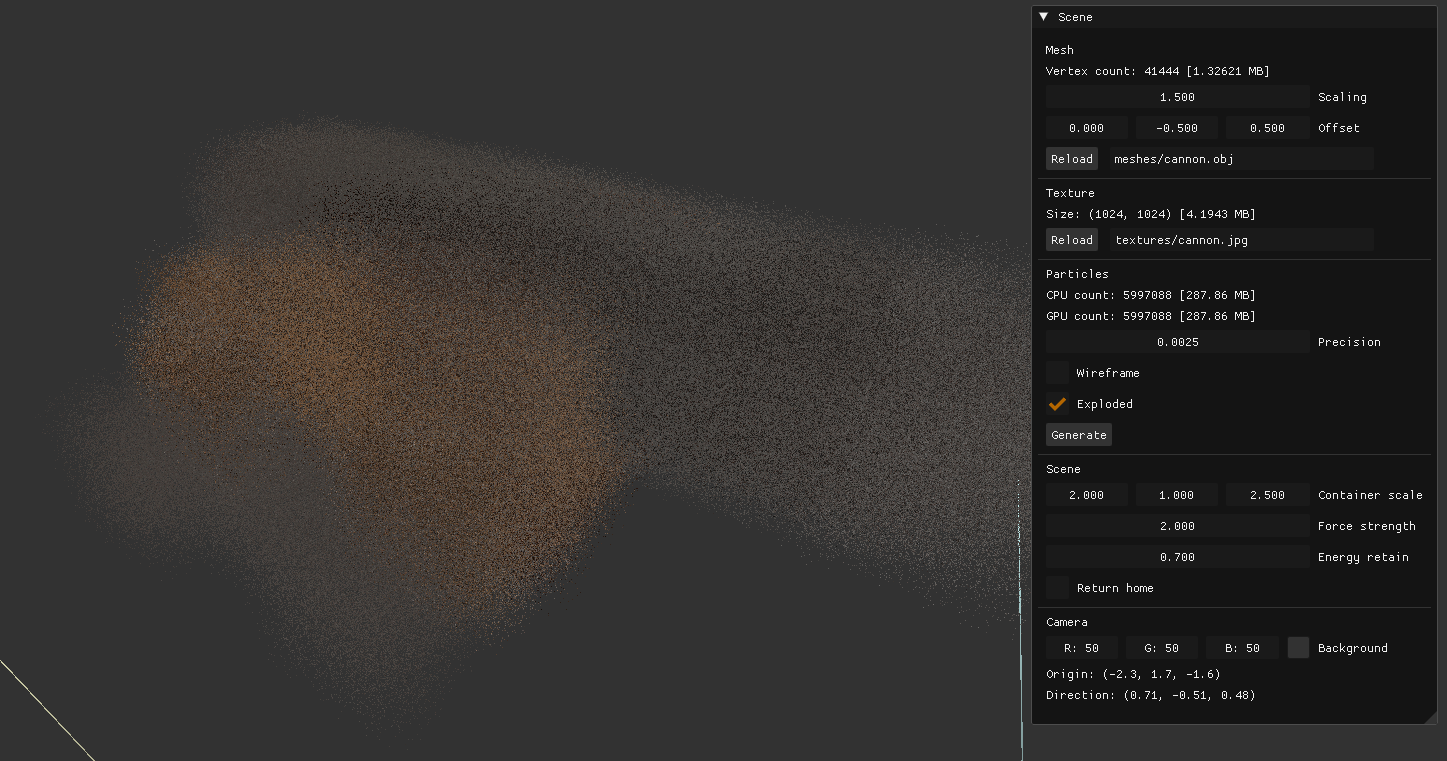 Scene
Mesh
Vertex count: 41444 [1.32621 MB]
1.500 Scaling
0.000 -0.500 0.500 Offset
Reload meshes/cannon.obj
Texture
Size: (1024, 1024) [4.1943 MB]
Reload textures/cannon.jpg
Particles
CPU count: 5997088 [287.86 MB]
GPU count: 5997088 [287.86 MB]
0.0025 Precision
Wireframe
Exploded
Generate
Scene
2.000 1.000 2.500 Container scale
2.000 Force strength
0.700 Energy retain
Return home
Camera
R: 50 G: 50 B: 50 Background
Origin: (-2.3, 1.7, -1.6)
Direction: (0.71, -0.51, 0.48)